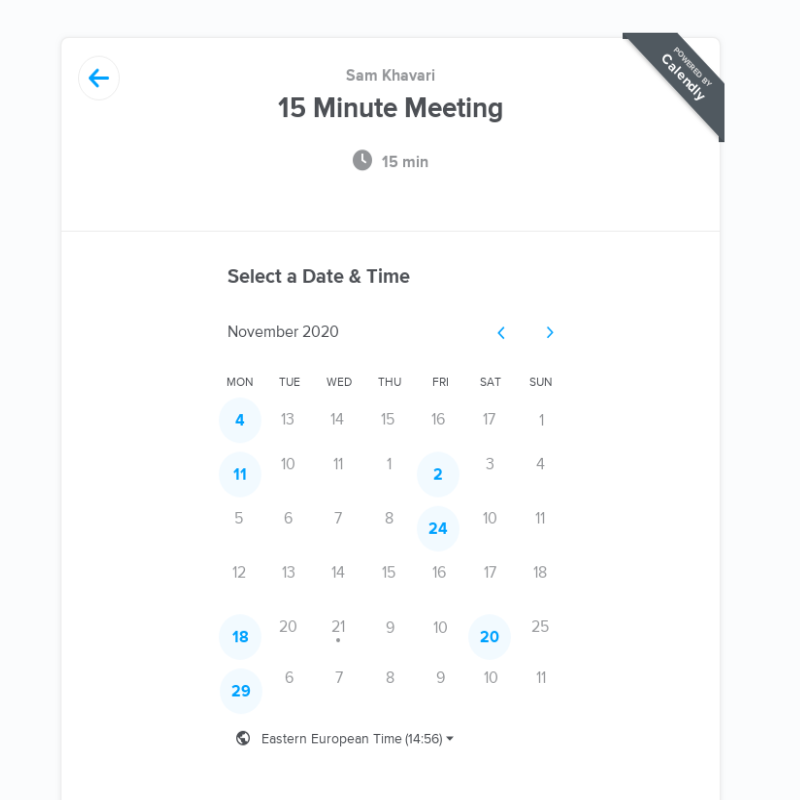 POWERED BY
Calendly
Sam Khavari
15 Minute Meeting
15 min
Select a Date & Time
November 2020
MON TUE WED THU FRI SAT SUN
4 13 14 15 16 17 1
11 10 11 1 2 3 4
5 6 7 8 24 10 11
12 13 14 15 16 17 18
18 20 21 9 10 20 25
29 6 7 8 9 10 11
Eastern European Time (14:56)